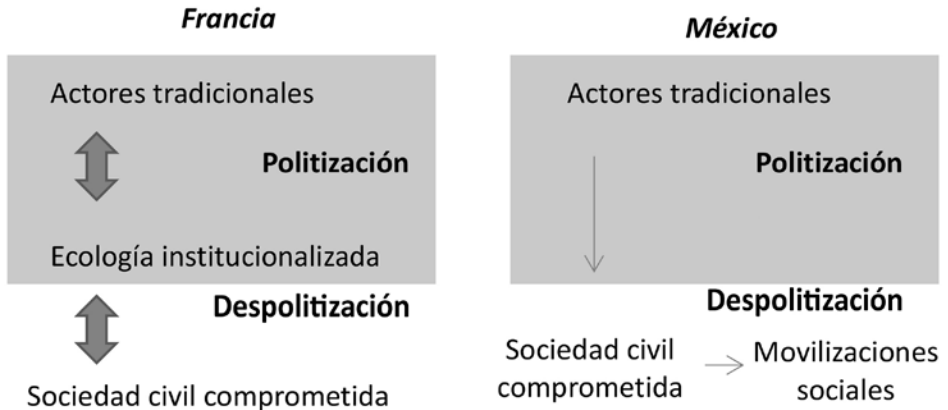 Francia
Actores tradicionales
Politización
Ecología institucionalizada
Despolitización
Sociedad civil comprometida
México
Actores tradicionales
Politización
Despolitización
Sociedad civil
comprometida
Movilizaciones
sociales